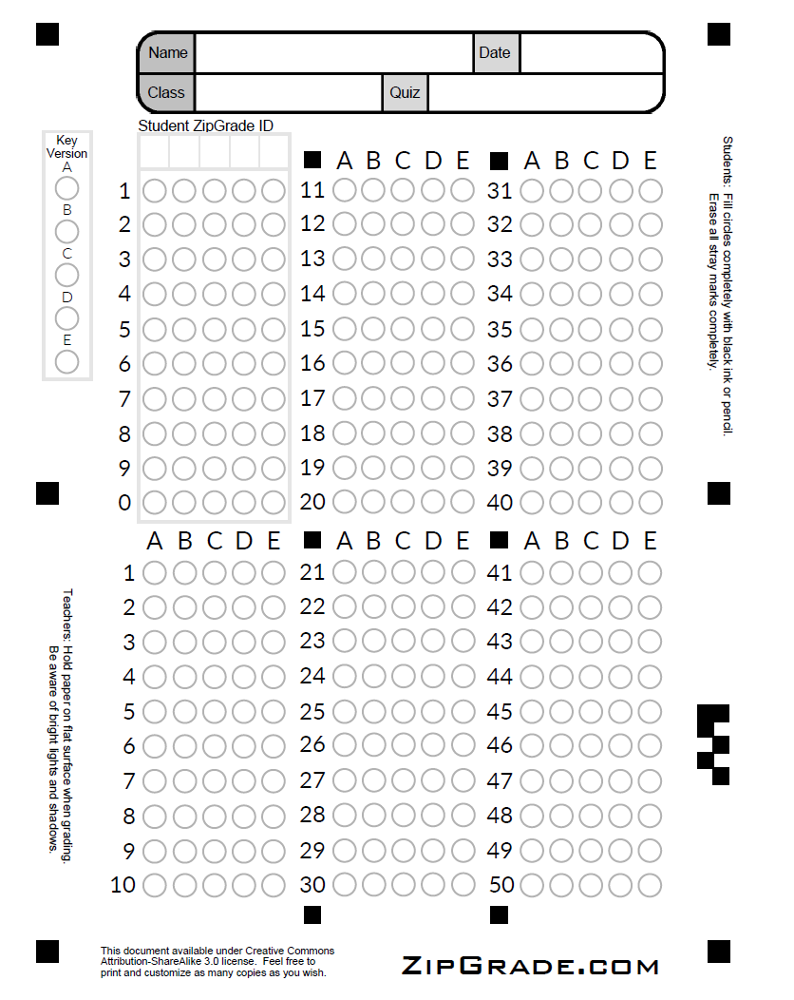 Name
Date
Class
Quiz
Student ZipGrade ID
Key
Version
A
B
C
D
E
A B C D E
A B C D E
1
11
31
2
12
32
3
13
33
4
14
34
5
15
35
6
16
36
7
17
37
8
18
38
9
19
39
0
20
40
A B C D E
A B C D E
A B C D E
1
21
41
2
22
42
3
23
43
4
24
44
5
25
45
6
26
46
7
27
47
8
28
48
9
29
49
10
30
50
Students: Fill circles completely with black ink or pencil.
Erase all stray marks completely.
Teachers: Hold paper on flat surface when grading.
Be aware of bright lights and shadows.
This document available under Creative Commons
Attribution-ShareAlike 3.0 license. Feel free to
print and customize as many copies as you wish.
ZIPGRADE.COM